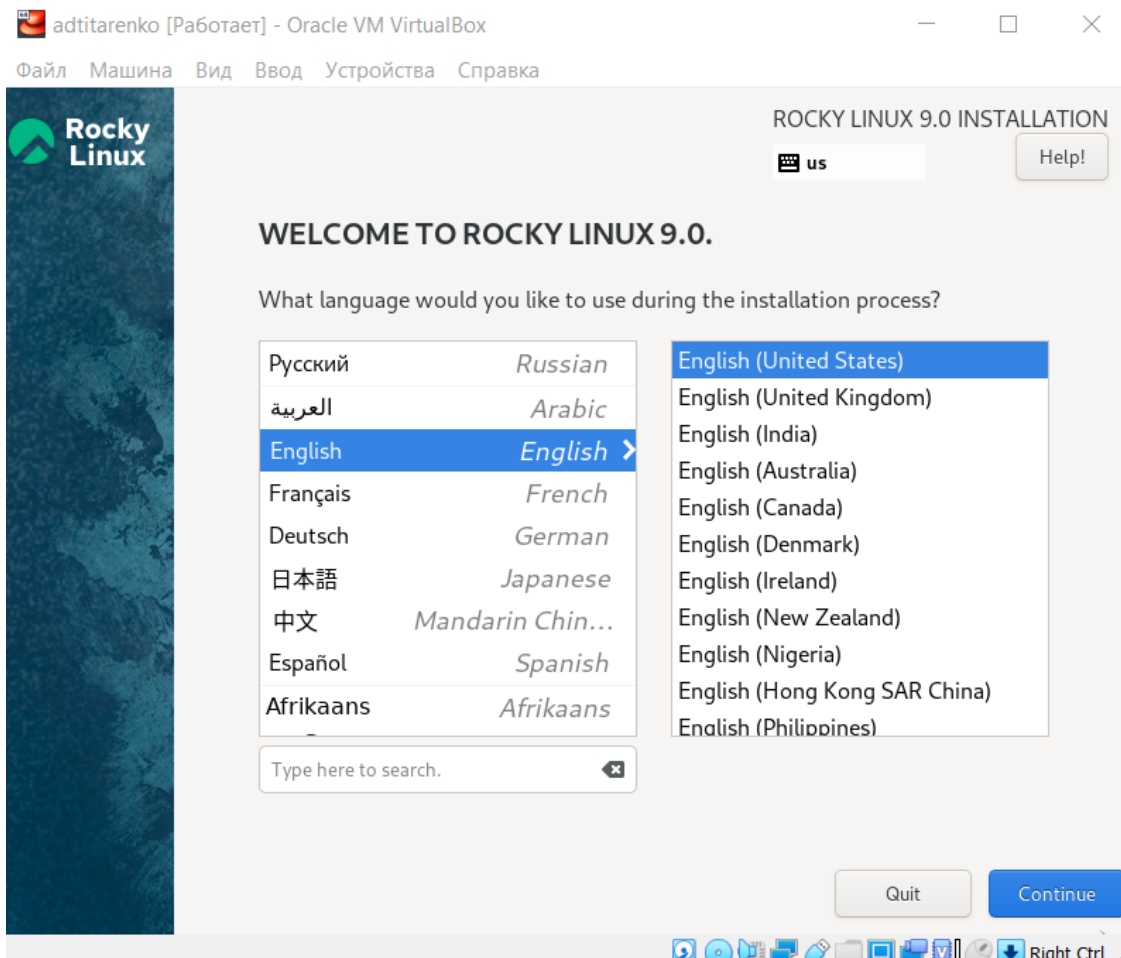 adtitarenko [Работает] - Oracle VM VirtualBox
Файл Машина Вид Ввод Устройства Справка
Rocky
Linux
ROCKY LINUX 9.0 INSTALLATION
us
Help!
WELCOME TO ROCKY LINUX 9.0.
What language would you like to use during the installation process?
Русский Russian
العربية Arabic
English English
Français French
Deutsch German
日本語 Japanese
中文 Mandarin Chin...
Español Spanish
Afrikaans Afrikaans
English (United States)
English (United Kingdom)
English (India)
English (Australia)
English (Canada)
English (Denmark)
English (Ireland)
English (New Zealand)
English (Nigeria)
English (Hong Kong SAR China)
English (Philippines)
Type here to search.
Quit
Continue
Right Ctrl